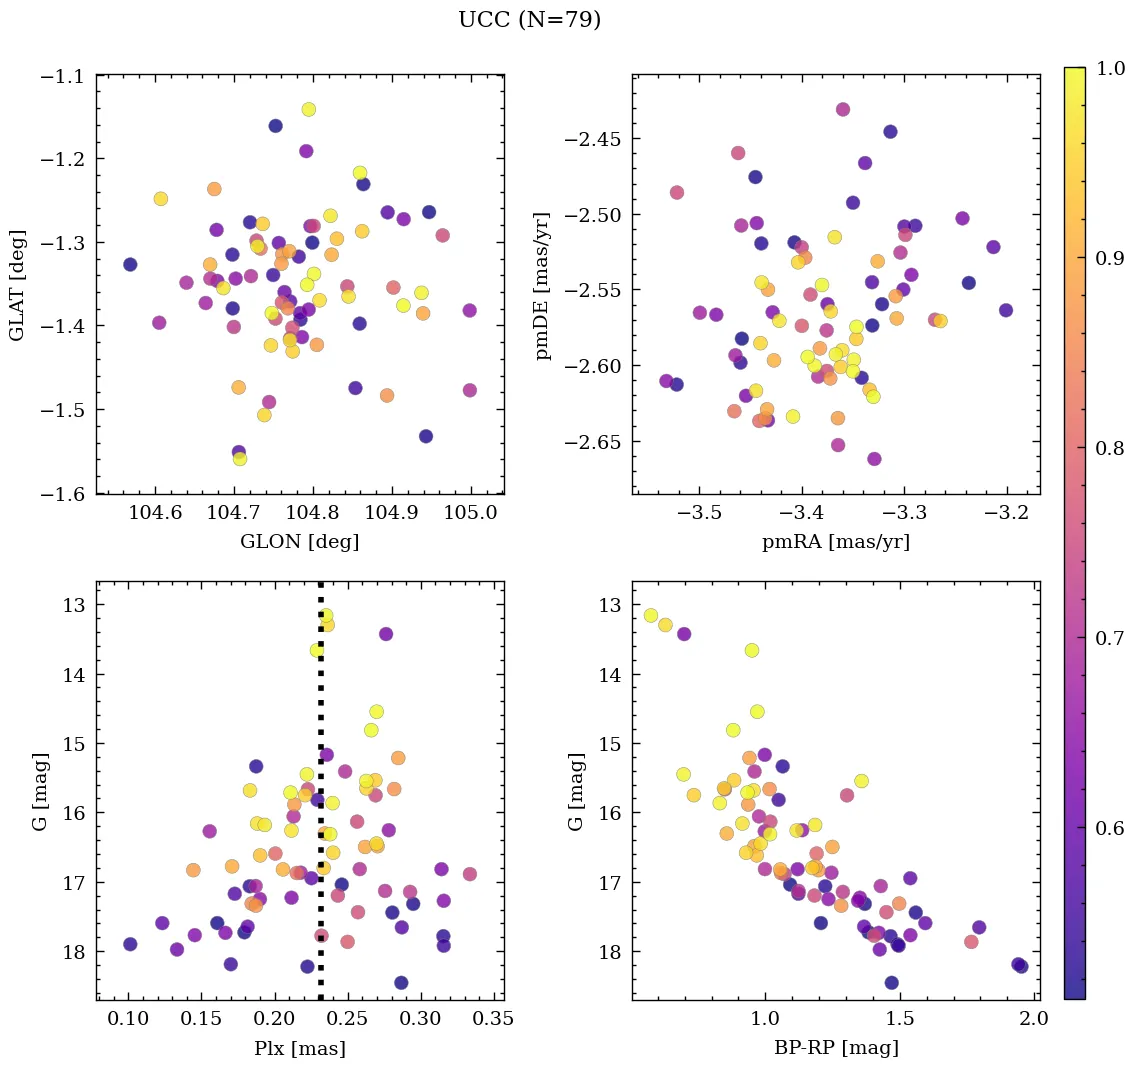 UCC (N=79)
−1.1
−1.2
−1.3
−1.4
−1.5
−1.6
GLAT [deg]
104.6 104.7 104.8 104.9 105.0
GLON [deg]
−2.45
−2.50
−2.55
−2.60
−2.65
pmDE [mas/yr]
−3.5 −3.4 −3.3 −3.2
pmRA [mas/yr]
13
14
15
16
17
18
G [mag]
0.10 0.15 0.20 0.25 0.30 0.35
Plx [mas]
13
14
15
16
17
18
G [mag]
1.0 1.5 2.0
BP-RP [mag]
1.0
0.9
0.8
0.7
0.6